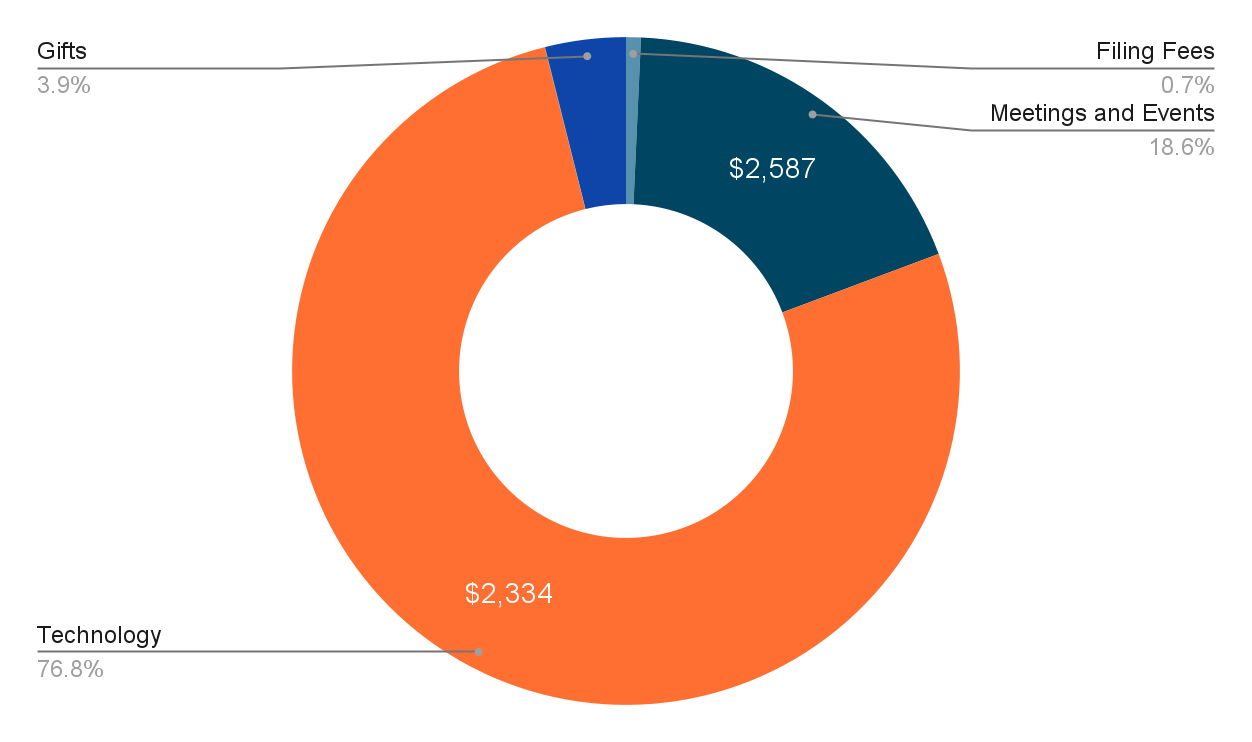 Gifts
3.9%
Filing Fees
0.7%
Meetings and Events
18.6%
$2,587
$2,334
Technology
76.8%